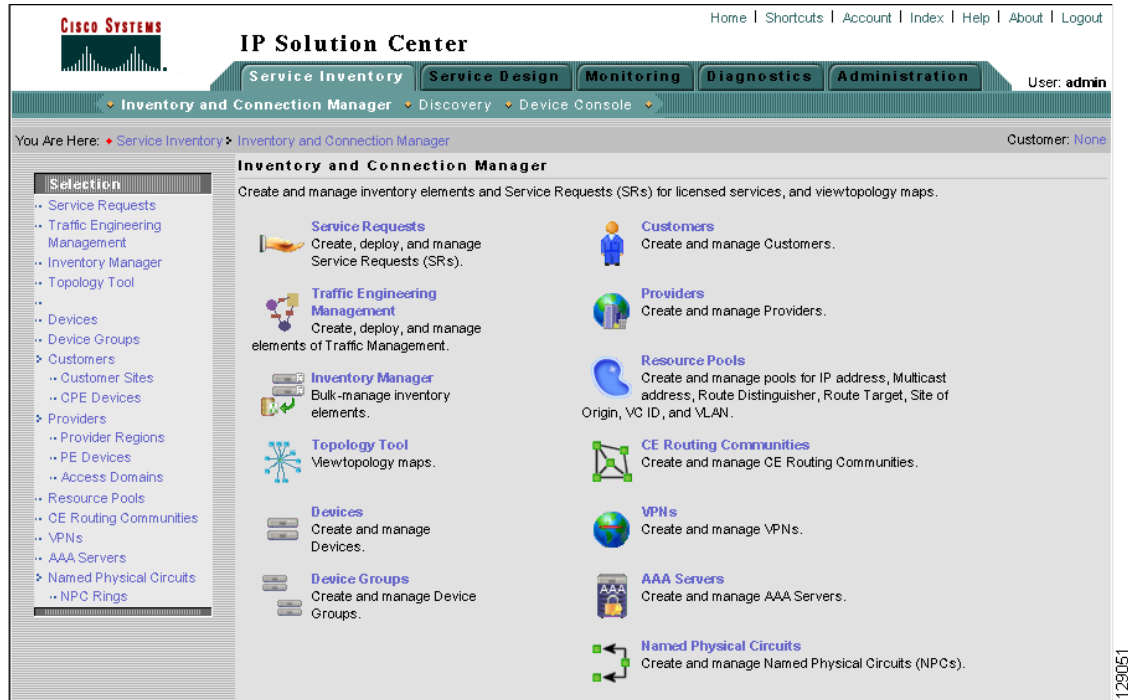 Home | Shortcuts | Account | Index | Help | About | Logout
CISCO SYSTEMS
IP Solution Center
Service Inventory
Service Design
Monitoring
Diagnostics
Administration
User: admin
Inventory and Connection Manager
Discovery
Device Console
You Are Here: Service Inventory Inventory and Connection Manager
Customer: None
Selection
Service Requests
Traffic Engineering
Management
Inventory Manager
Topology Tool
Devices
Device Groups
Customers
Customer Sites
CPE Devices
Providers
Provider Regions
PE Devices
Access Domains
Resource Pools
CE Routing Communities
VPNs
AAA Servers
Named Physical Circuits
NPC Rings
Inventory and Connection Manager
Create and manage inventory elements and Service Requests (SRs) for licensed services, and viewtopology maps.
Service Requests
Create, deploy, and manage
Service Requests (SRs).
Traffic Engineering
Management
Create, deploy, and manage
elements of Traffic Management.
Inventory Manager
Bulk-manage inventory
elements.
Topology Tool
Viewtopology maps.
Devices
Create and manage
Devices.
Device Groups
Create and manage Device
Groups.
Customers
Create and manage Customers.
Providers
Create and manage Providers.
Resource Pools
Create and manage pools for IP address, Multicast
address, Route Distinguisher, Route Target, Site of
Origin, VC ID, and VLAN.
CE Routing Communities
Create and manage CE Routing Communities.
VPNs
Create and manage VPNs.
AAA
AAA Servers
Create and manage AAA Servers.
Named Physical Circuits
Create and manage Named Physical Circuits (NPCs).
129051